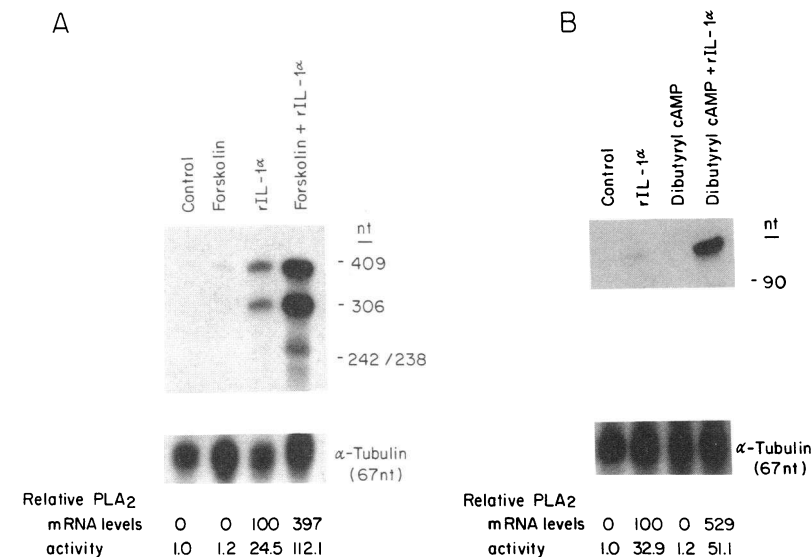 A
Control
Forskolin
rIL-1α
Forskolin + rIL-1α
nt
- 409
- 306
- 242/238
α-Tubulin
(67nt)
Relative PLA2
mRNA levels 0 0 100 397
activity 1.0 1.2 24.5 112.1
B
Control
rIL-1α
Dibutyryl cAMP
Dibutyryl cAMP + rIL-1α
nt
- 90
α-Tubulin
(67nt)
Relative PLA2
mRNA levels 0 100 0 529
activity 1.0 32.9 1.2 51.1